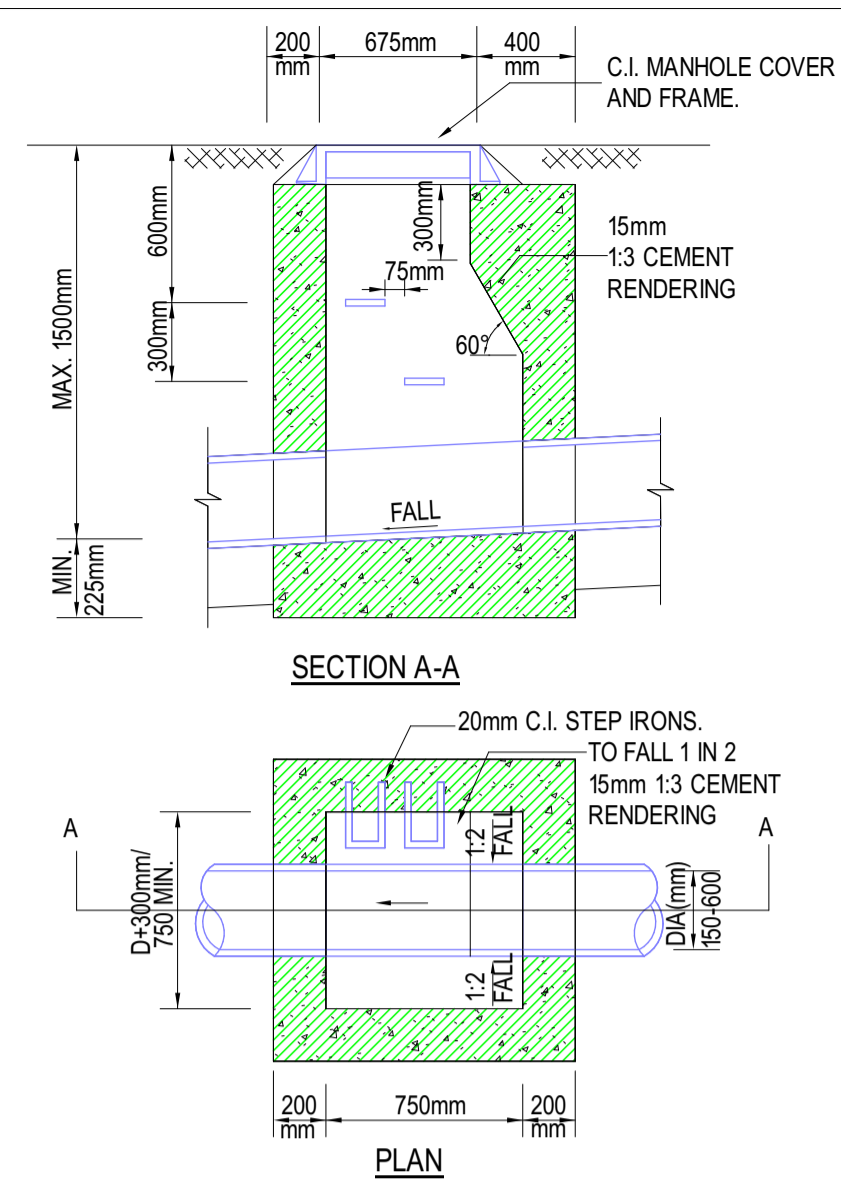 200
mm
675mm
400
mm
C.I. MANHOLE COVER
AND FRAME.
MAX. 1500mm
600mm
300mm
300mm
75mm
60°
15mm
1:3 CEMENT
RENDERING
FALL
MIN.
225mm
SECTION A-A
20mm C.I. STEP IRONS.
TO FALL 1 IN 2
15mm 1:3 CEMENT
RENDERING
A
A
D+300mm/
750 MIN.
1:2
FALL
1:2
FALL
DIA(mm)
150-600
200
mm
750mm
200
mm
PLAN